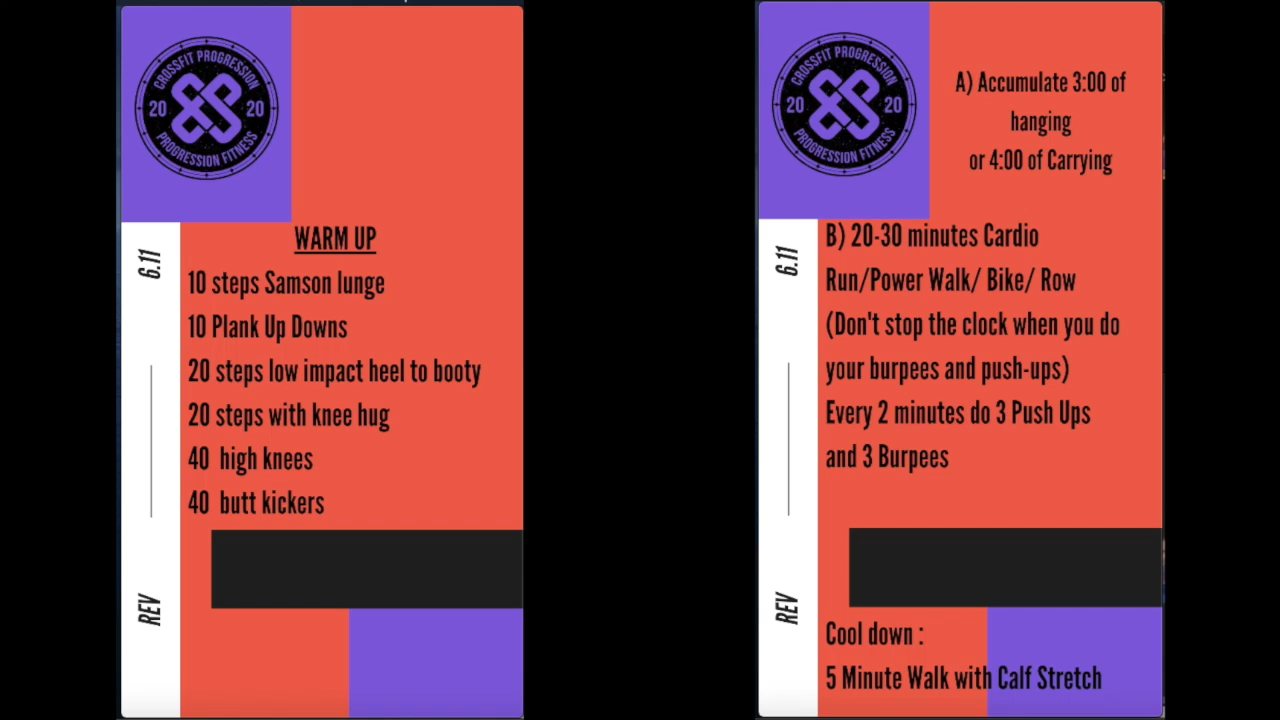 CROSSFIT PROGRESSION
20 20
PROGRESSION FITNESS
6.11
REV
WARM UP
10 steps Samson lunge
10 Plank Up Downs
20 steps low impact heel to booty
20 steps with knee hug
40 high knees
40 butt kickers
CROSSFIT PROGRESSION
20 20
PROGRESSION FITNESS
6.11
REV
A) Accumulate 3:00 of
hanging
or 4:00 of Carrying
B) 20-30 minutes Cardio
Run/Power Walk/ Bike/ Row
(Don't stop the clock when you do
your burpees and push-ups)
Every 2 minutes do 3 Push Ups
and 3 Burpees
Cool down :
5 Minute Walk with Calf Stretch